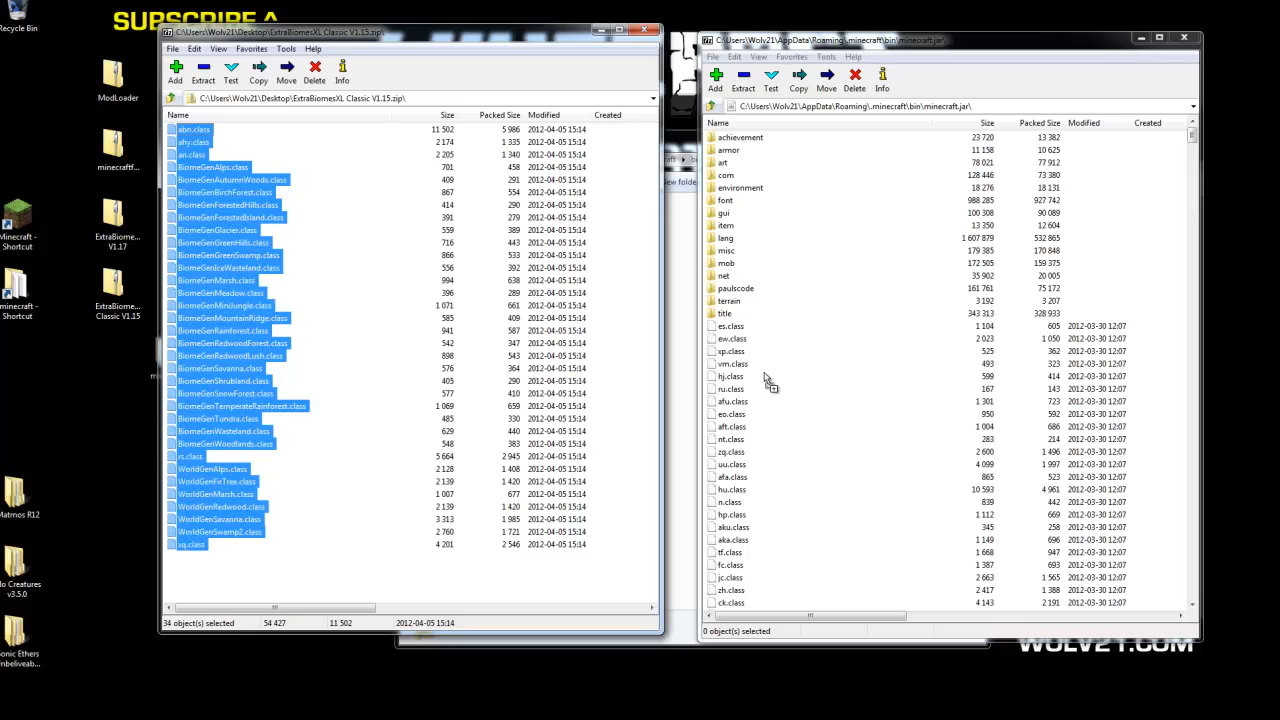 SUBSCRIBE A
Recycle Bin
ModLoader
minecraftf...
Minecraft - Shortcut
ExtraBiome... V1.17
minecraft - Shortcut
ExtraBiome... Classic V1.15
Matmos R12
v3.5.0
C:\Users\Wolv21\Desktop\ExtraBiomesXL Classic V1.15.zip\
File Edit View Favorites Tools Help
Add Extract Test Copy Move Delete Info
C:\Users\Wolv21\Desktop\ExtraBiomesXL Classic V1.15.zip\
Name Size Packed Size Modified Created
abn.class 11 502 5 986 2012-04-05 15:14
ahy.class 2 174 1 335 2012-04-05 15:14
an.class 2 205 1 340 2012-04-05 15:14
BiomeGenAlps.class 701 458 2012-04-05 15:14
BiomeGenAutumnWoods.class 409 291 2012-04-05 15:14
BiomeGenBirchForest.class 867 554 2012-04-05 15:14
BiomeGenForestedHills.class 414 290 2012-04-05 15:14
BiomeGenForestedIsland.class 391 279 2012-04-05 15:14
BiomeGenGlacier.class 559 389 2012-04-05 15:14
BiomeGenGreenHills.class 716 443 2012-04-05 15:14
BiomeGenGreenSwamp.class 866 533 2012-04-05 15:14
BiomeGenIceWasteland.class 556 392 2012-04-05 15:14
BiomeGenMarsh.class 994 638 2012-04-05 15:14
BiomeGenMeadow.class 396 289 2012-04-05 15:14
BiomeGenMiniJungle.class 1 071 661 2012-04-05 15:14
BiomeGenMountainRidge.class 585 409 2012-04-05 15:14
BiomeGenRainforest.class 941 587 2012-04-05 15:14
BiomeGenRedwoodForest.class 542 347 2012-04-05 15:14
BiomeGenRedwoodLush.class 898 543 2012-04-05 15:14
BiomeGenSavanna.class 576 364 2012-04-05 15:14
BiomeGenShrubland.class 405 290 2012-04-05 15:14
BiomeGenSnowForest.class 577 410 2012-04-05 15:14
BiomeGenTemperateRainforest.class 1 069 659 2012-04-05 15:14
BiomeGenTundra.class 485 330 2012-04-05 15:14
BiomeGenWasteland.class 629 440 2012-04-05 15:14
BiomeGenWoodlands.class 548 383 2012-04-05 15:14
rs.class 5 664 2 945 2012-04-05 15:14
WorldGenAlps.class 2 128 1 408 2012-04-05 15:14
WorldGenFirTree.class 2 139 1 420 2012-04-05 15:14
WorldGenMarsh.class 1 007 677 2012-04-05 15:14
WorldGenRedwood.class 2 139 1 420 2012-04-05 15:14
WorldGenSavanna.class 3 313 1 985 2012-04-05 15:14
WorldGenSwamp2.class 2 760 1 721 2012-04-05 15:14
xq.class 4 201 2 546 2012-04-05 15:14
34 object(s) selected 54 427 11 502 2012-04-05 15:14
C:\Users\Wolv21\AppData\Roaming\.minecraft\bin\minecraft.jar\
File Edit View Favorites Tools Help
Add Extract Test Copy Move Delete Info
C:\Users\Wolv21\AppData\Roaming\.minecraft\bin\minecraft.jar\
Name Size Packed Size Modified Created
achievement 23 720 13 382
armor 11 158 10 625
art 78 021 77 912
com 128 446 73 380
environment 18 276 18 131
font 988 285 927 742
gui 100 308 90 089
item 13 350 12 604
lang 1 607 879 532 865
misc 179 385 170 848
mob 172 505 159 375
net 35 902 20 005
paulscode 161 761 75 172
terrain 3 192 3 207
title 343 313 328 933
es.class 1 104 605 2012-03-30 12:07
ew.class 2 023 1 050 2012-03-30 12:07
xp.class 525 362 2012-03-30 12:07
vm.class 493 323 2012-03-30 12:07
hj.class 599 414 2012-03-30 12:07
ru.class 167 143 2012-03-30 12:07
afu.class 1 301 723 2012-03-30 12:07
eo.class 950 592 2012-03-30 12:07
aft.class 1 004 686 2012-03-30 12:07
nt.class 283 214 2012-03-30 12:07
zq.class 2 600 1 496 2012-03-30 12:07
uu.class 4 099 1 997 2012-03-30 12:07
afa.class 865 523 2012-03-30 12:07
hu.class 10 593 4 961 2012-03-30 12:07
n.class 839 442 2012-03-30 12:07
hp.class 1 112 669 2012-03-30 12:07
aku.class 345 258 2012-03-30 12:07
aka.class 1 149 696 2012-03-30 12:07
tf.class 1 668 947 2012-03-30 12:07
fc.class 1 387 693 2012-03-30 12:07
jc.class 2 663 1 565 2012-03-30 12:07
zh.class 2 417 1 388 2012-03-30 12:07
ck.class 4 143 2 191 2012-03-30 12:07
0 object(s) selected
WOLV21.COM